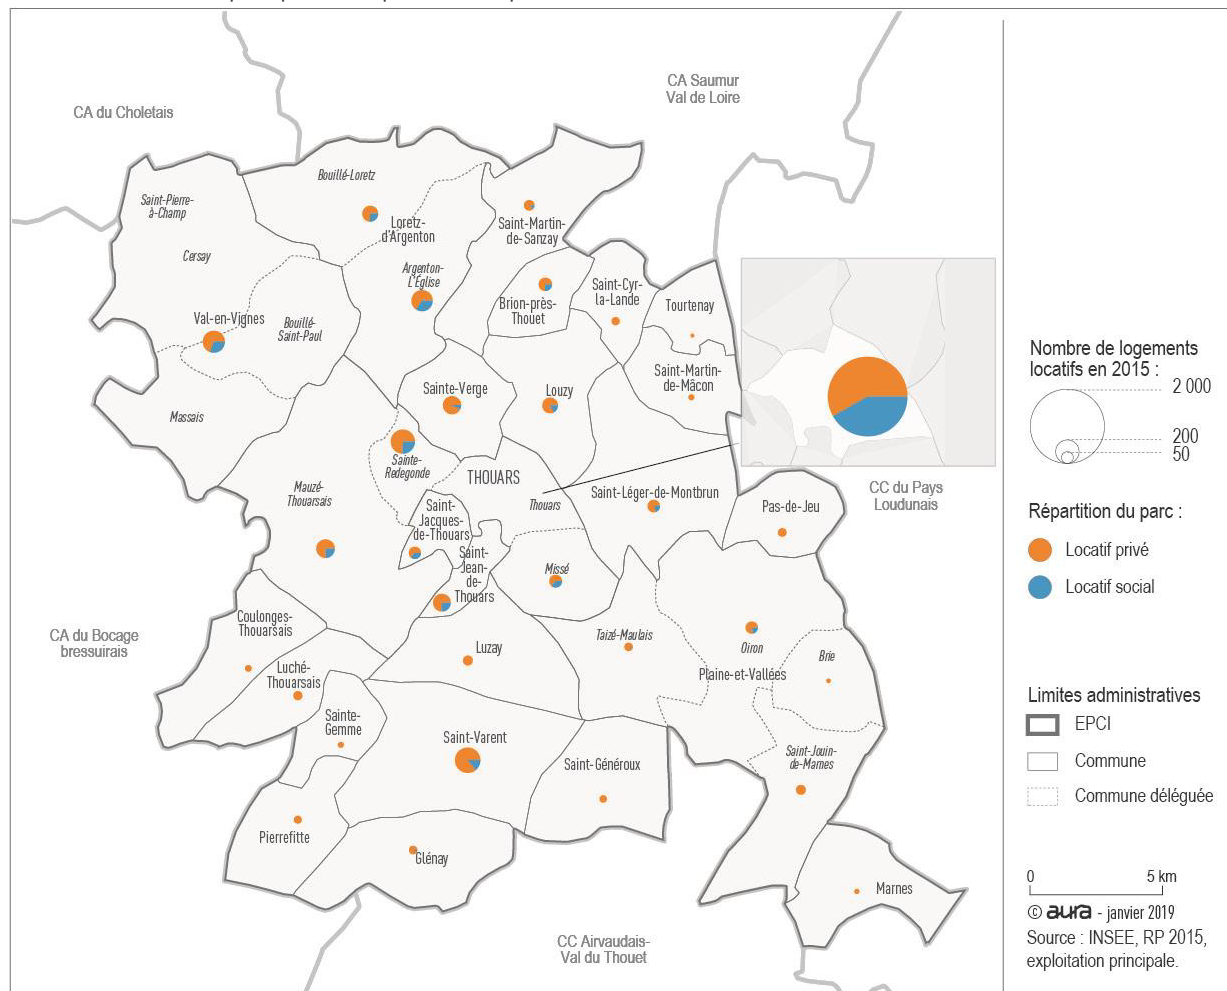 CA du Choletais
CA Saumur
Val de Loire
Bouillé-Loretz
Saint-Pierre-
à-Champ
Loretz-
d'Argenton
Saint-Martin-
de-Sanzay
Cersay
Argenton-
L'Église
Saint-Cyr-
la-Lande
Brion-près-
Thouet
Tourtenay
Val-en-Vignes
Bouillé-
Saint-Paul
Saint-Martin-
de-Mâcon
Sainte-Verge
Louzy
Massais
Sainte-
Redegonde
THOUARS
Mauzé-
Thouarsais
Thouars
Saint-Léger-de-Montbrun
CC du Pays
Loudunais
Pas-de-Jeu
Saint-
Jacques-
de-Thouars
Saint-
Jean-
de-
Thouars
Missé
Coulonges-
Thouarsais
CA du Bocage
bressuirais
Luzay
Taizé-Maulais
Oiron
Brie
Luché-
Thouarsais
Plaine-et-Vallées
Sainte-
Gemme
Saint-Varent
Saint-Généroux
Saint-Jouin-
de-Marnes
Pierrefitte
Glénay
Marnes
CC Airvaudais-
Val du Thouet
Nombre de logements
locatifs en 2015 :
2 000
200
50
Répartition du parc :
Locatif privé
Locatif social
Limites administratives
EPCI
Commune
Commune déléguée
0 5 km
© aura - janvier 2019
Source : INSEE, RP 2015,
exploitation principale.